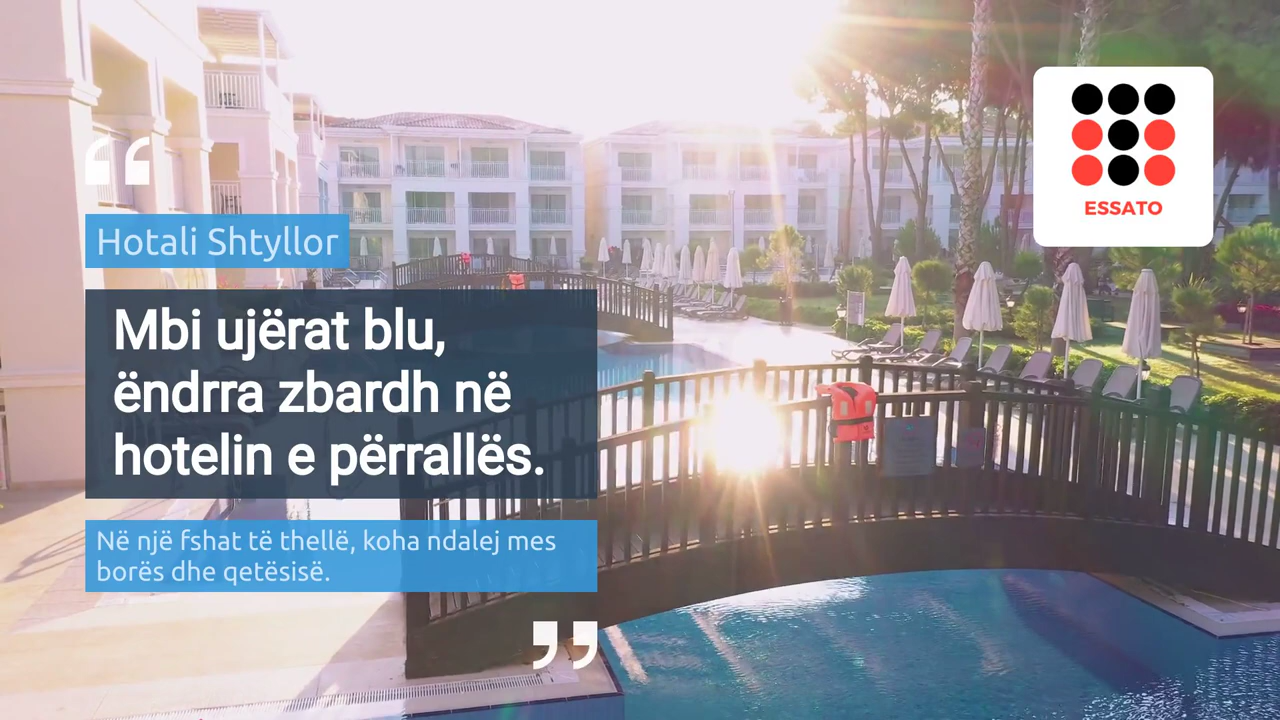 ESSATO
Hotali Shtyllor
Mbi ujërat blu,
ëndrra zbardh në
hotelin e përrallës.
Në një fshat të thellë, koha ndalej mes
borës dhe qetësisë.